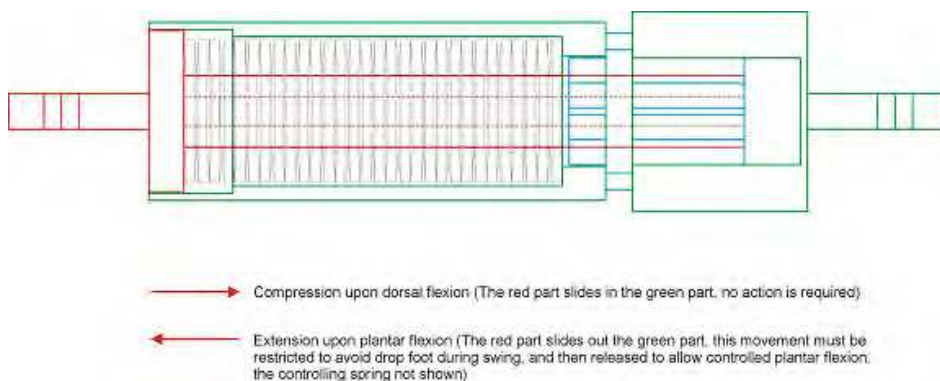 Compression upon dorsal flexion (The red part slides in the green part, no action is required)
Extension upon plantar flexion (The red part slides out the green part, this movement must be
restricted to avoid drop foot during swing, and then released to allow controlled plantar flexion,
the controlling spring not shown)